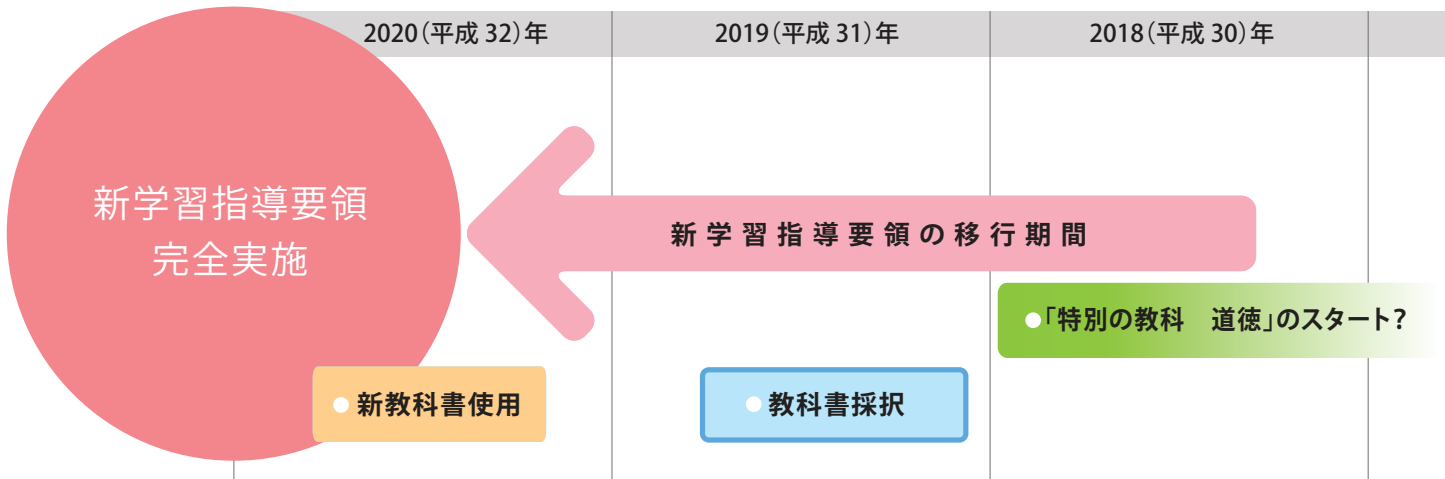 2020(平成 32)年
2019(平成 31)年
2018(平成 30)年
新学習指導要領
完全実施
新学習指導要領の移行期間
●「特別の教科　道徳」のスタート?
●新教科書使用
●教科書採択